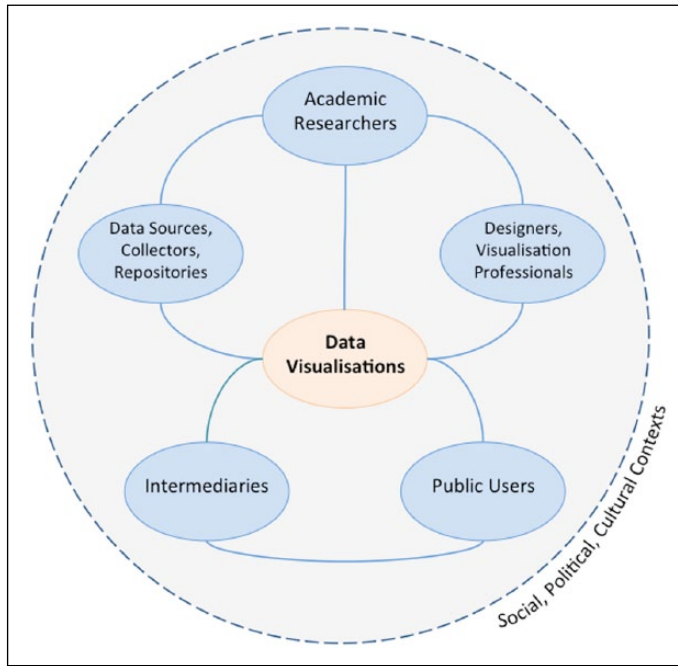 Academic
Researchers
Data Sources,
Collectors,
Repositories
Designers,
Visualisation
Professionals
Data
Visualisations
Intermediaries
Public Users
Social, Political, Cultural Contexts